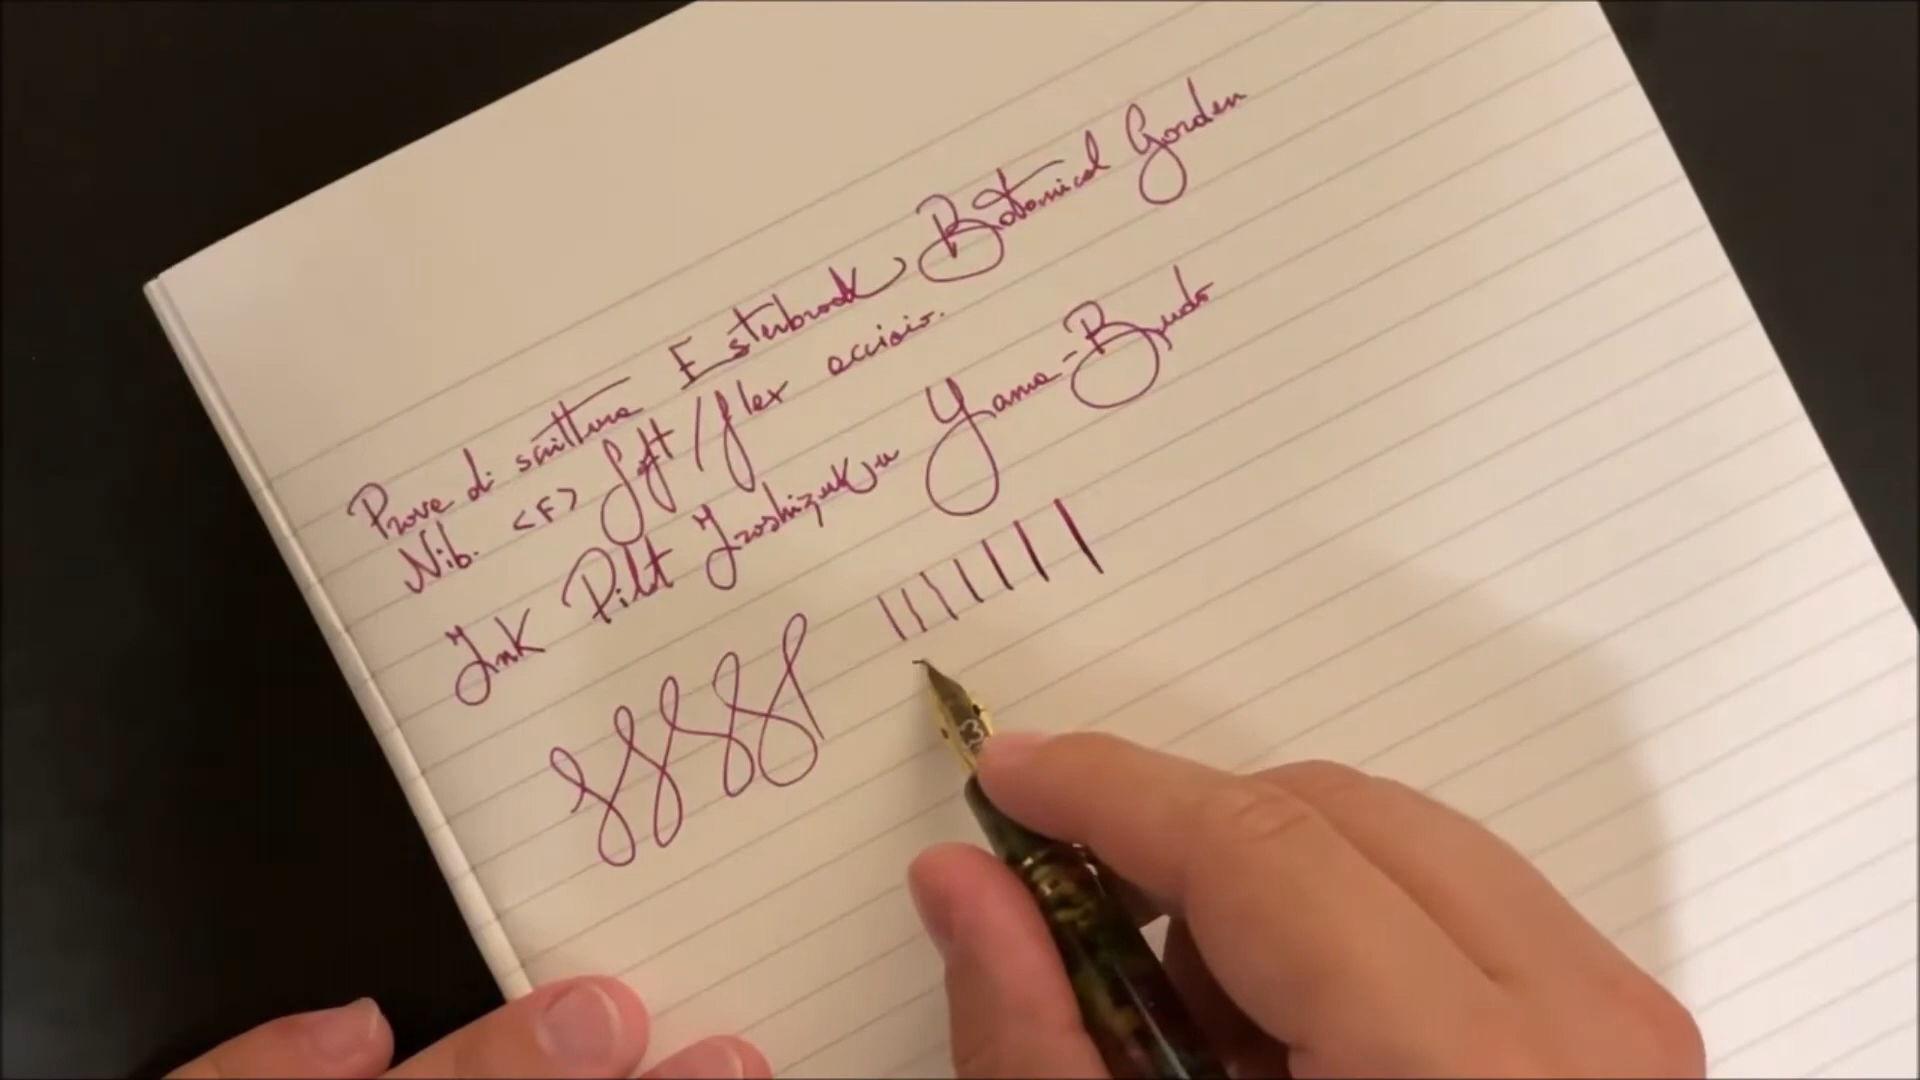 Prove di scrittura Esterbrook Botanical Garden
Nib. <F> Soft/flex acciaio.
Ink Pilot Iroshizuku Yama-Budo